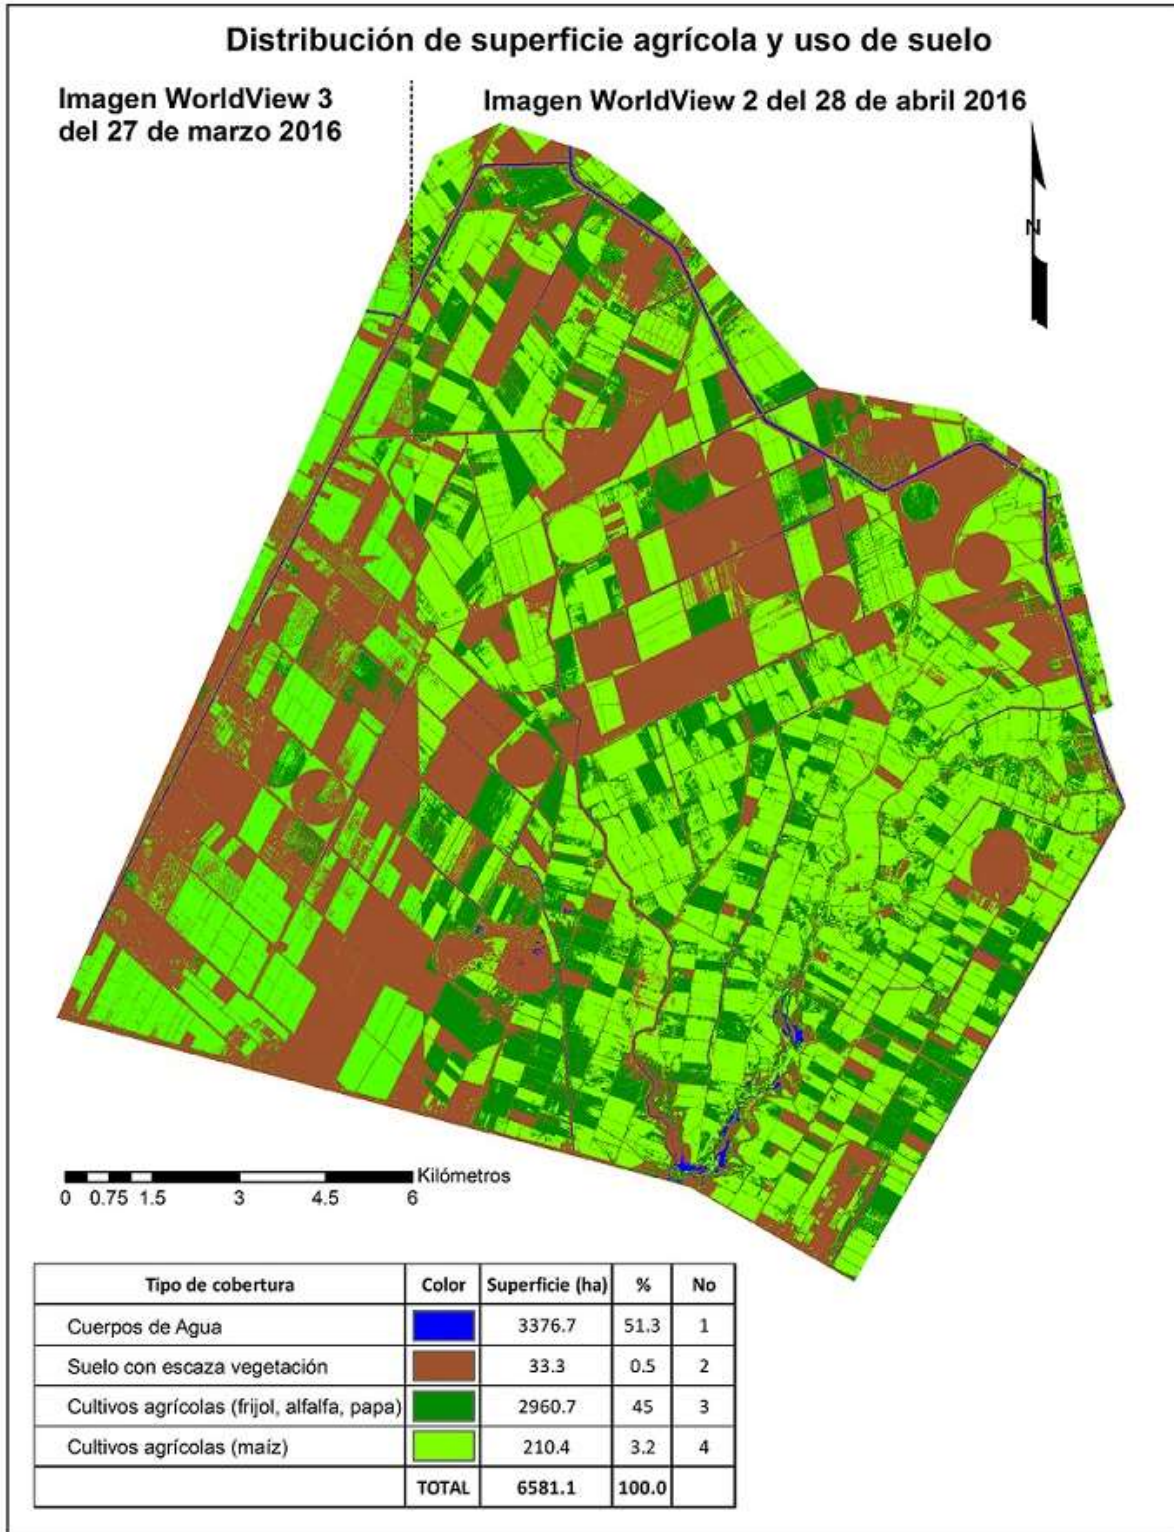 Distribución de superficie agrícola y uso de suelo
Imagen WorldView 3
del 27 de marzo 2016
Imagen WorldView 2 del 28 de abril 2016
N
Kilómetros
0 0.75 1.5 3 4.5 6
Tipo de cobertura Color Superficie (ha) % No
Cuerpos de Agua 3376.7 51.3 1
Suelo con escaza vegetación 33.3 0.5 2
Cultivos agrícolas (frijol, alfalfa, papa) 2960.7 45 3
Cultivos agrícolas (maíz) 210.4 3.2 4
TOTAL 6581.1 100.0